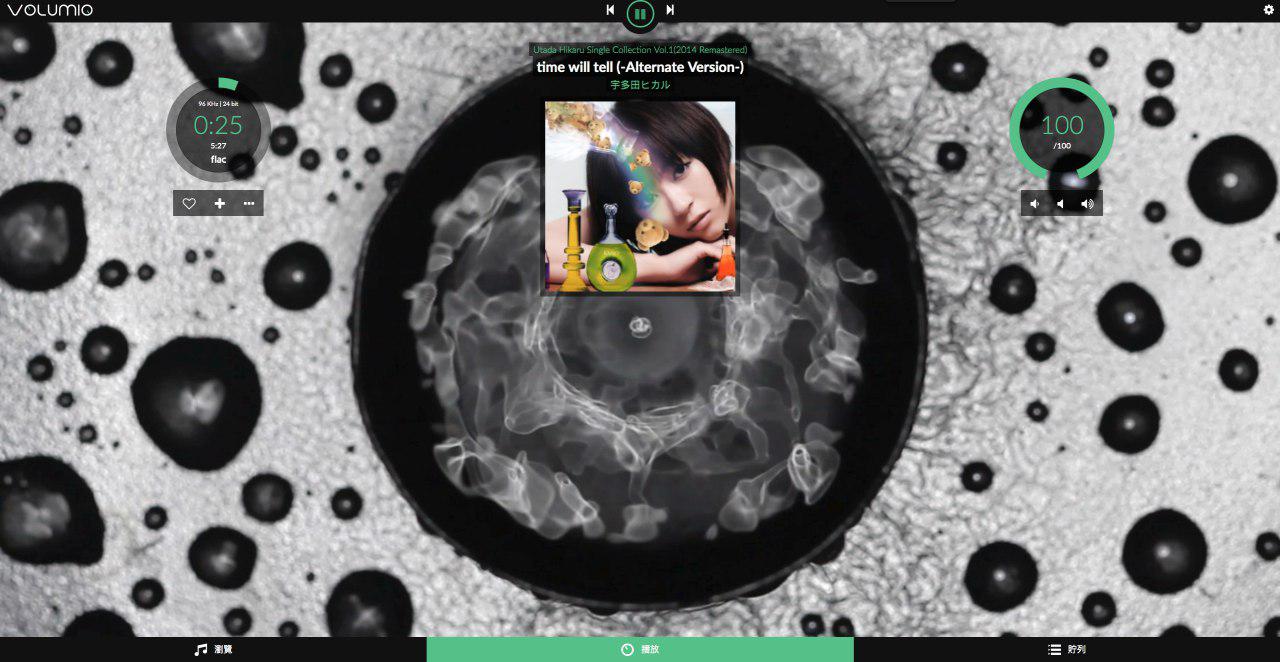 VOLUMIO
Utada Hikaru Single Collection Vol.1(2014 Remastered)
time will tell (-Alternate Version-)
宇多田ヒカル
96 KHz | 24 bit
0:25
5:27
flac
100
/100
瀏覽
播放
貯列